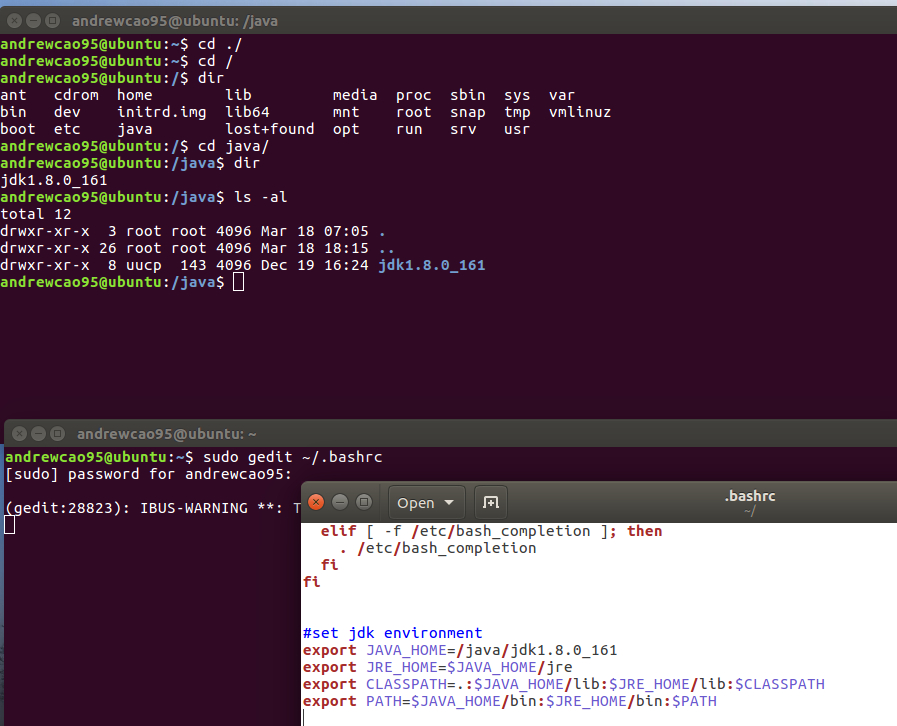 andrewcao95@ubuntu: /java
andrewcao95@ubuntu:~$ cd ./
andrewcao95@ubuntu:~$ cd /
andrewcao95@ubuntu:/$ dir
ant cdrom home lib media proc sbin sys var
bin dev initrd.img lib64 mnt root snap tmp vmlinuz
boot etc java lost+found opt run srv usr
andrewcao95@ubuntu:/$ cd java/
andrewcao95@ubuntu:/java$ dir
jdk1.8.0_161
andrewcao95@ubuntu:/java$ ls -al
total 12
drwxr-xr-x 3 root root 4096 Mar 18 07:05 .
drwxr-xr-x 26 root root 4096 Mar 18 18:15 ..
drwxr-xr-x 8 uucp 143 4096 Dec 19 16:24 jdk1.8.0_161
andrewcao95@ubuntu:/java$
andrewcao95@ubuntu: ~
andrewcao95@ubuntu:~$ sudo gedit ~/.bashrc
[sudo] password for andrewcao95:
(gedit:28823): IBUS-WARNING **: T
Open
.bashrc
~/
elif [ -f /etc/bash_completion ]; then
. /etc/bash_completion
fi
fi
#set jdk environment
export JAVA_HOME=/java/jdk1.8.0_161
export JRE_HOME=$JAVA_HOME/jre
export CLASSPATH=.:$JAVA_HOME/lib:$JRE_HOME/lib:$CLASSPATH
export PATH=$JAVA_HOME/bin:$JRE_HOME/bin:$PATH